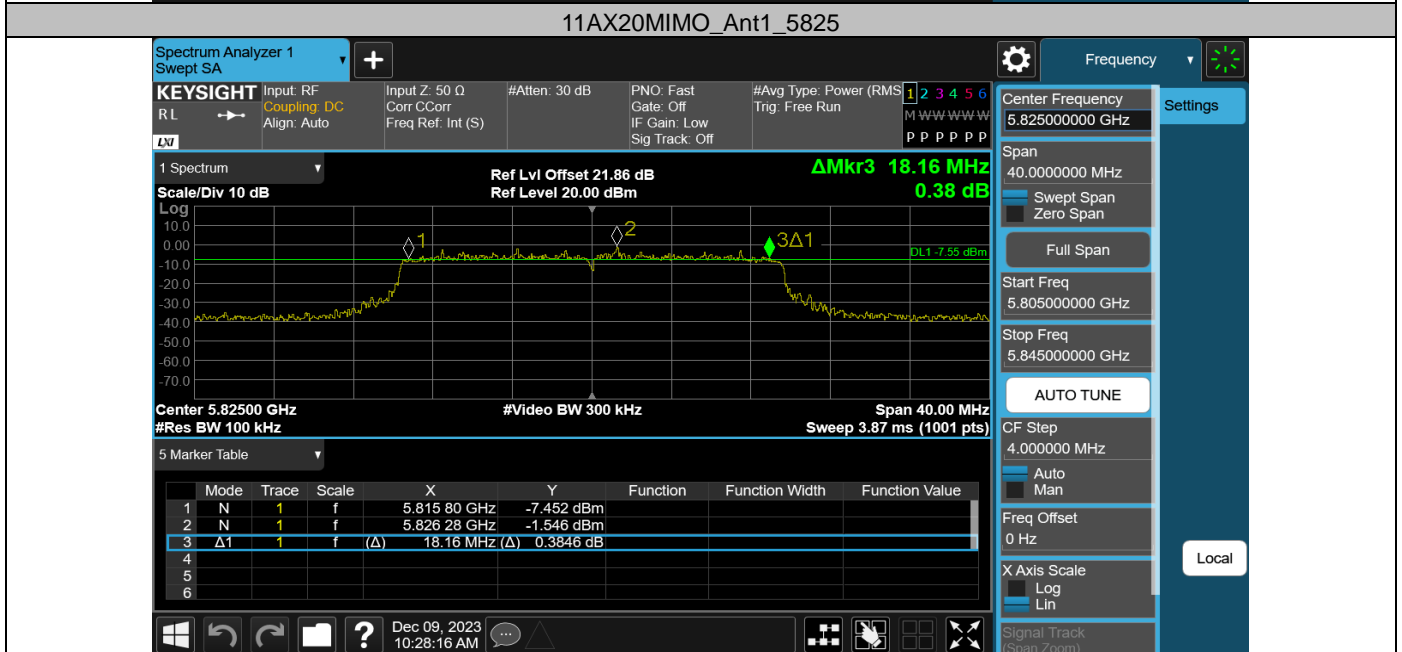 11AX20MIMO_Ant1_5825
Spectrum Analyzer 1
Swept SA
Frequency
KEYSIGHT
RL
LXI
Input: RF
Coupling: DC
Align: Auto
Input Z: 50 Ω
Corr CCorr
Freq Ref: Int (S)
#Atten: 30 dB
PNO: Fast
Gate: Off
IF Gain: Low
Sig Track: Off
#Avg Type: Power (RMS
Trig: Free Run
1 2 3 4 5 6
M W W W W W
P P P P P P
Center Frequency
5.825000000 GHz
Settings
Span
40.0000000 MHz
Swept Span
Zero Span
Full Span
Start Freq
5.805000000 GHz
Stop Freq
5.845000000 GHz
AUTO TUNE
CF Step
4.000000 MHz
Auto
Man
Freq Offset
0 Hz
X Axis Scale
Log
Lin
Signal Track
(Span Zoom)
Local
1 Spectrum
Scale/Div 10 dB
Ref Lvl Offset 21.86 dB
Ref Level 20.00 dBm
ΔMkr3 18.16 MHz
0.38 dB
Log
10.0
0.00
-10.0
-20.0
-30.0
-40.0
-50.0
-60.0
-70.0
1
2
3Δ1
DL1 -7.55 dBm
Center 5.82500 GHz
#Video BW 300 kHz
Span 40.00 MHz
#Res BW 100 kHz
Sweep 3.87 ms (1001 pts)
5 Marker Table
Mode Trace Scale X Y Function Function Width Function Value
1 N 1 f 5.815 80 GHz -7.452 dBm
2 N 1 f 5.826 28 GHz -1.546 dBm
3 Δ1 1 f (Δ) 18.16 MHz (Δ) 0.3846 dB
4
5
6
?
Dec 09, 2023
10:28:16 AM